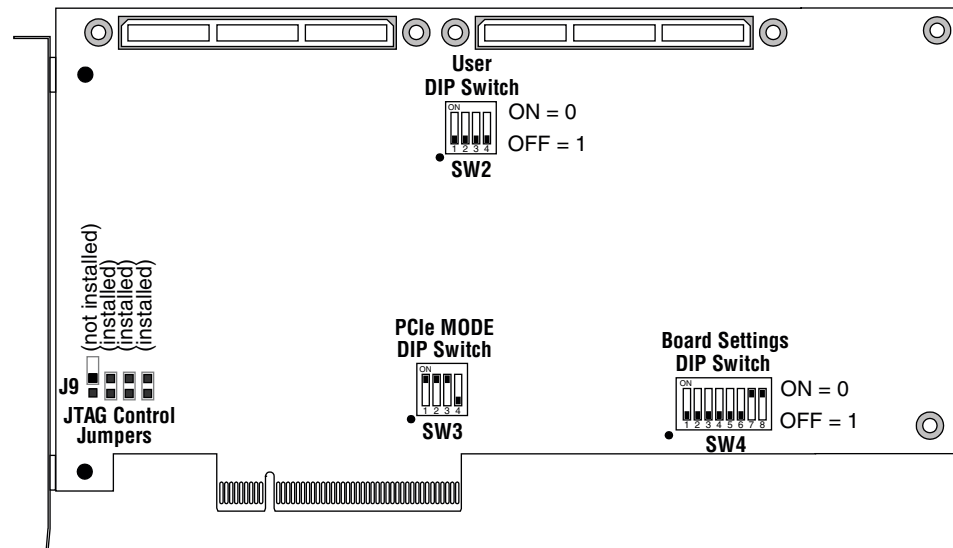 User
DIP Switch
ON
ON = 0
OFF = 1
1 2 3 4
SW2
(not installed)
(installed)
(installed)
(installed)
J9
JTAG Control
Jumpers
PCIe MODE
DIP Switch
ON
1 2 3 4
SW3
Board Settings
DIP Switch
ON
ON = 0
OFF = 1
1 2 3 4 5 6 7 8
SW4